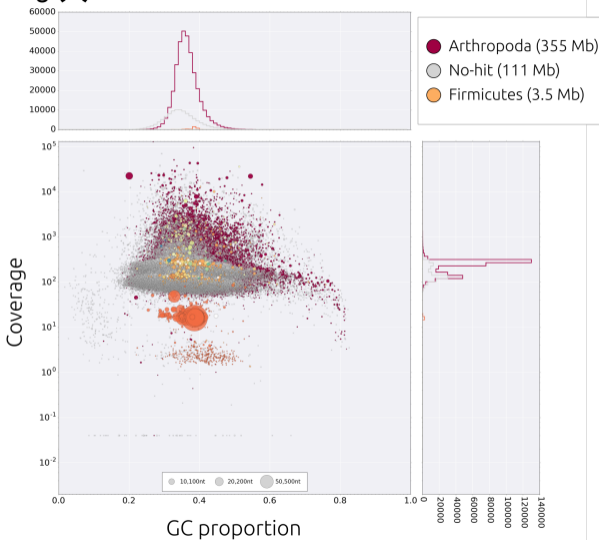 60000
50000
40000
30000
20000
10000
0
Arthropoda (355 Mb)
No-hit (111 Mb)
Firmicutes (3.5 Mb)
10^5
10^4
10^3
10^2
10^1
10^0
10^-1
10^-2
Coverage
10,100nt 20,200nt 50,500nt
0.0 0.2 0.4 0.6 0.8 1.0
GC proportion
0 20000 40000 60000 80000 100000 120000 140000